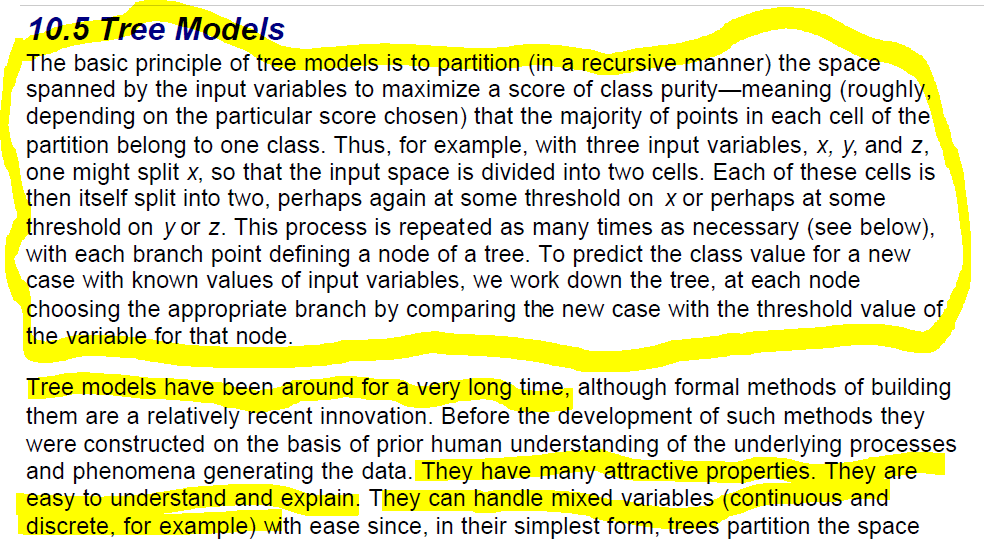 10.5 Tree Models
The basic principle of tree models is to partition (in a recursive manner) the space
spanned by the input variables to maximize a score of class purity—meaning (roughly,
depending on the particular score chosen) that the majority of points in each cell of the
partition belong to one class. Thus, for example, with three input variables, x, y, and z,
one might split x, so that the input space is divided into two cells. Each of these cells is
then itself split into two, perhaps again at some threshold on x or perhaps at some
threshold on y or z. This process is repeated as many times as necessary (see below),
with each branch point defining a node of a tree. To predict the class value for a new
case with known values of input variables, we work down the tree, at each node
choosing the appropriate branch by comparing the new case with the threshold value of
the variable for that node.
Tree models have been around for a very long time, although formal methods of building
them are a relatively recent innovation. Before the development of such methods they
were constructed on the basis of prior human understanding of the underlying processes
and phenomena generating the data. They have many attractive properties. They are
easy to understand and explain. They can handle mixed variables (continuous and
discrete, for example) with ease since, in their simplest form, trees partition the space